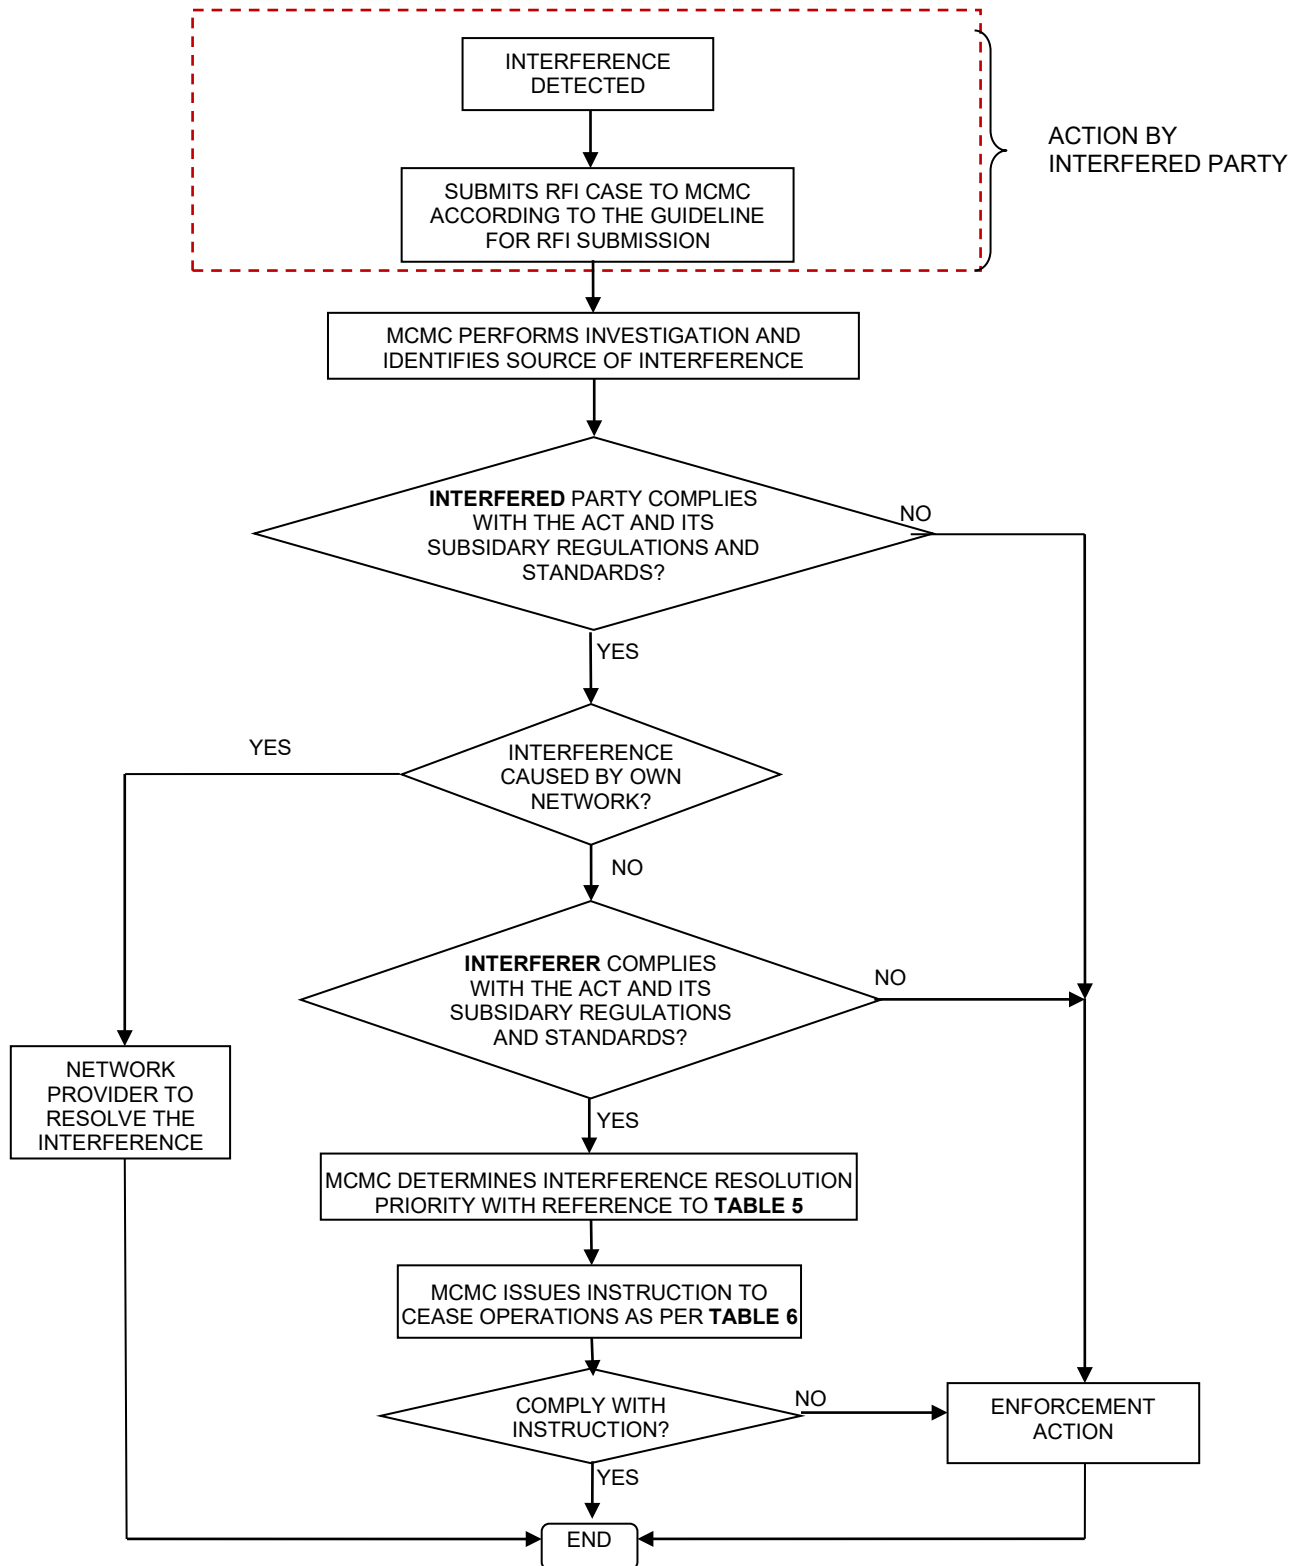 INTERFERENCE
DETECTED
ACTION BY
INTERFERED PARTY
SUBMITS RFI CASE TO MCMC
ACCORDING TO THE GUIDELINE
FOR RFI SUBMISSION
MCMC PERFORMS INVESTIGATION AND
IDENTIFIES SOURCE OF INTERFERENCE
INTERFERED PARTY COMPLIES
WITH THE ACT AND ITS
SUBSIDARY REGULATIONS AND
STANDARDS?
NO
YES
INTERFERENCE
CAUSED BY OWN
NETWORK?
YES
NO
INTERFERER COMPLIES
WITH THE ACT AND ITS
SUBSIDARY REGULATIONS
AND STANDARDS?
NO
NETWORK
PROVIDER TO
RESOLVE THE
INTERFERENCE
YES
MCMC DETERMINES INTERFERENCE RESOLUTION
PRIORITY WITH REFERENCE TO TABLE 5
MCMC ISSUES INSTRUCTION TO
CEASE OPERATIONS AS PER TABLE 6
COMPLY WITH
INSTRUCTION?
NO
ENFORCEMENT
ACTION
YES
END